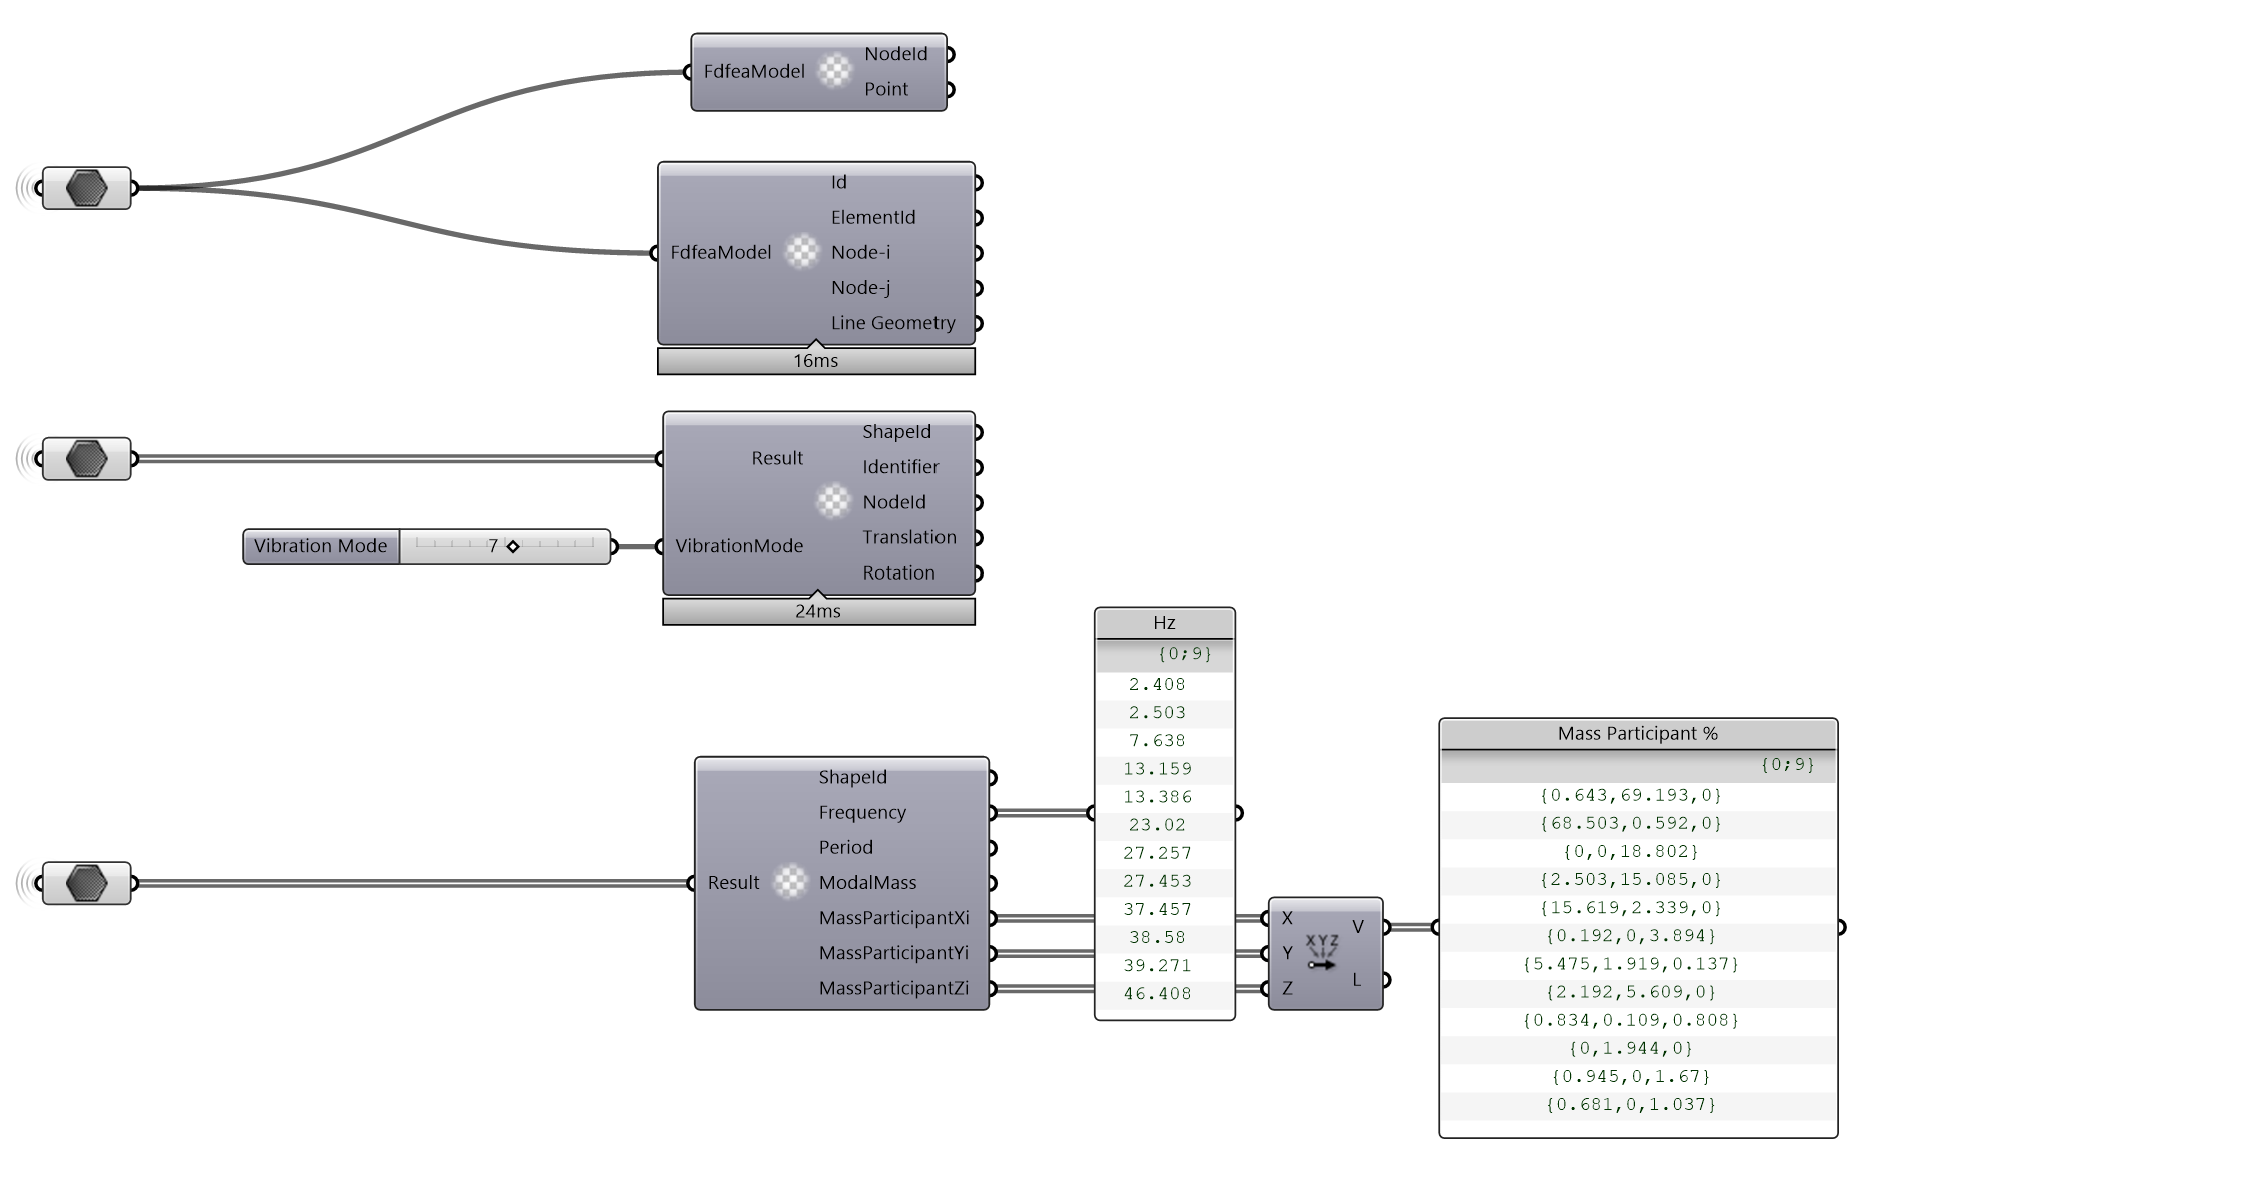 NodeId
FdfeaModel
Point
Id
ElementId
FdfeaModel
Node-i
Node-j
Line Geometry
16ms
ShapeId
Result
Identifier
NodeId
Translation
Vibration Mode
7
VibrationMode
Rotation
24ms
Hz
{0;9}
2.408
2.503
7.638
13.159
13.386
23.02
27.257
27.453
37.457
38.58
39.271
46.408
ShapeId
Frequency
Period
Result
ModalMass
MassParticipantXi
MassParticipantYi
MassParticipantZi
X
Y
Z
XYZ
V
L
Mass Participant %
{0;9}
{0.643,69.193,0}
{68.503,0.592,0}
{0,0,18.802}
{2.503,15.085,0}
{15.619,2.339,0}
{0.192,0,3.894}
{5.475,1.919,0.137}
{2.192,5.609,0}
{0.834,0.109,0.808}
{0,1.944,0}
{0.945,0,1.67}
{0.681,0,1.037}